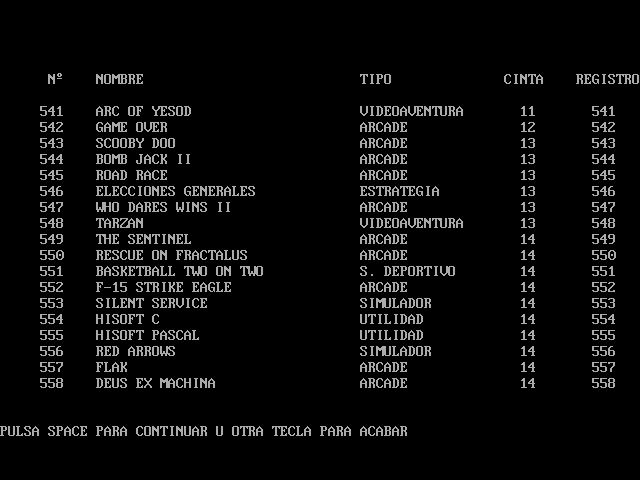 Nº NOMBRE TIPO CINTA REGISTRO
541 ARC OF YESOD VIDEOAVENTURA 11 541
542 GAME OVER ARCADE 12 542
543 SCOOBY DOO ARCADE 13 543
544 BOMB JACK II ARCADE 13 544
545 ROAD RACE ARCADE 13 545
546 ELECCIONES GENERALES ESTRATEGIA 13 546
547 WHO DARES WINS II ARCADE 13 547
548 TARZAN VIDEOAVENTURA 13 548
549 THE SENTINEL ARCADE 14 549
550 RESCUE ON FRACTALUS ARCADE 14 550
551 BASKETBALL TWO ON TWO S. DEPORTIVO 14 551
552 F-15 STRIKE EAGLE ARCADE 14 552
553 SILENT SERVICE SIMULADOR 14 553
554 HISOFT C UTILIDAD 14 554
555 HISOFT PASCAL UTILIDAD 14 555
556 RED ARROWS SIMULADOR 14 556
557 FLAK ARCADE 14 557
558 DEUS EX MACHINA ARCADE 14 558
PULSA SPACE PARA CONTINUAR U OTRA TECLA PARA ACABAR